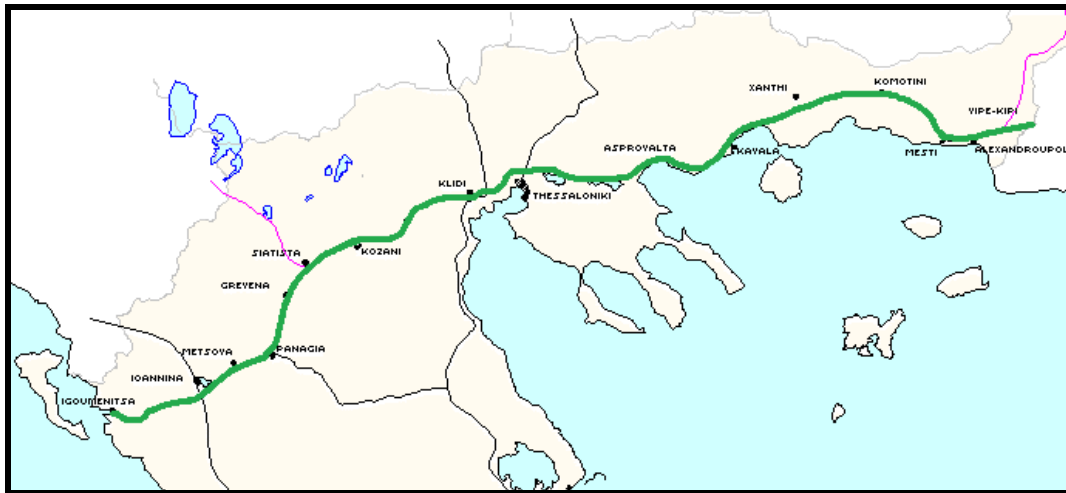 KOMOTINI
XANTHI
VIPE-KIPI
ASPROVALTA
KAVALA
MESTI
ALEXANDROUPOL
KLIDI
THESSALONIKI
SIATISTA
KOZANI
GREVENA
METSOVA
PANAGIA
IOANNINA
IGOUMENITSA